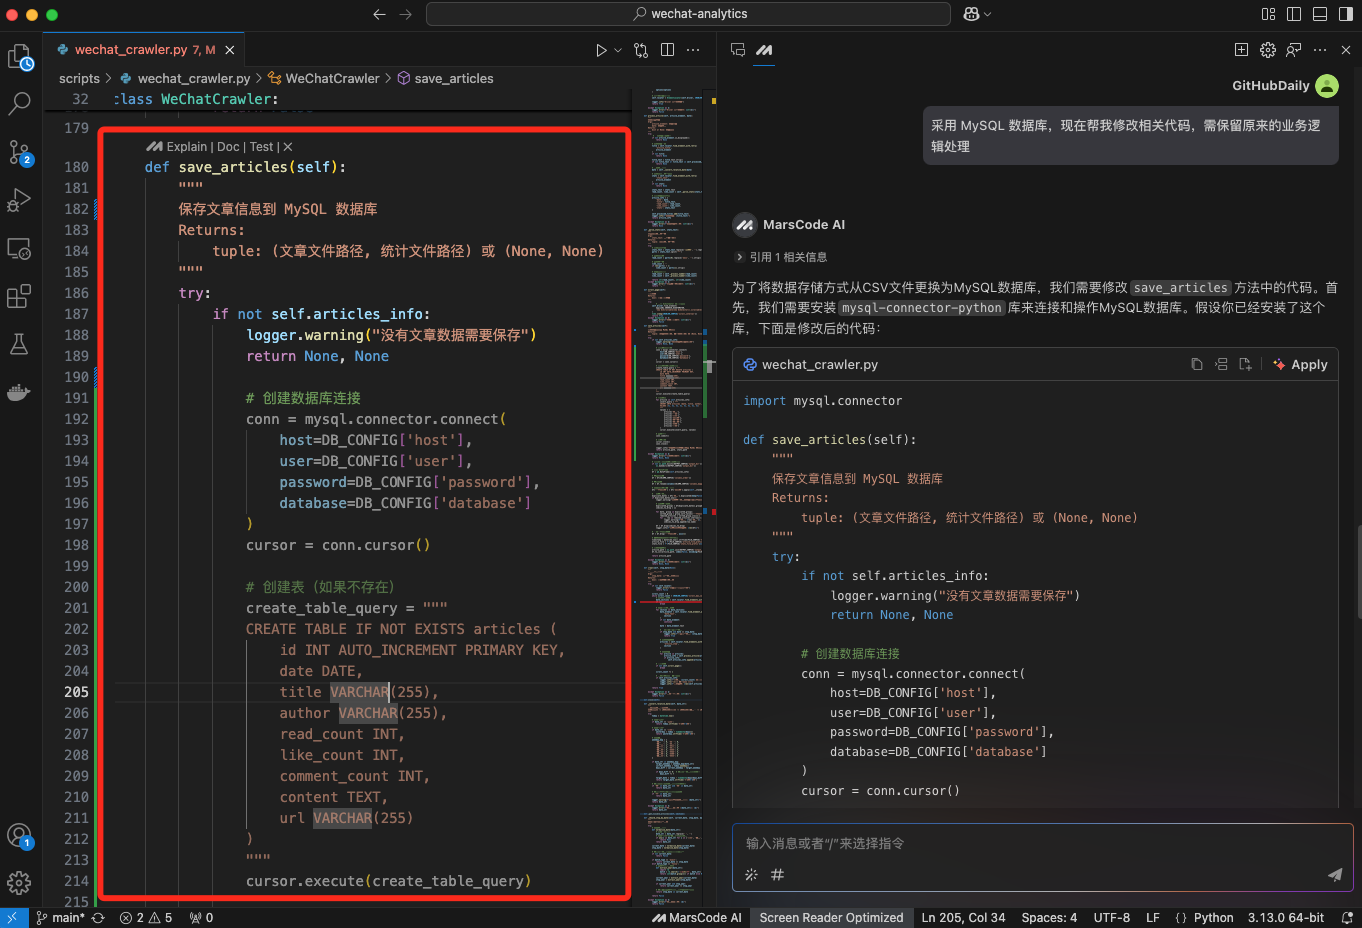 wechat-analytics
wechat_crawler.py 7, M
scripts > wechat_crawler.py > WeChatCrawler > save_articles
32 class WeChatCrawler:
179
Explain | Doc | Test |
180 def save_articles(self):
181 """
182 保存文章信息到 MySQL 数据库
183 Returns:
184 tuple: (文章文件路径, 统计文件路径) 或 (None, None)
185 """
186 try:
187 if not self.articles_info:
188 logger.warning("没有文章数据需要保存")
189 return None, None
190
191 # 创建数据库连接
192 conn = mysql.connector.connect(
193 host=DB_CONFIG['host'],
194 user=DB_CONFIG['user'],
195 password=DB_CONFIG['password'],
196 database=DB_CONFIG['database']
197 )
198 cursor = conn.cursor()
199
200 # 创建表（如果不存在）
201 create_table_query = """
202 CREATE TABLE IF NOT EXISTS articles (
203 id INT AUTO_INCREMENT PRIMARY KEY,
204 date DATE,
205 title VARCHAR(255),
206 author VARCHAR(255),
207 read_count INT,
208 like_count INT,
209 comment_count INT,
210 content TEXT,
211 url VARCHAR(255)
212 )
213 """
214 cursor.execute(create_table_query)
215
2
1
GitHubDaily
采用 MySQL 数据库，现在帮我修改相关代码，需保留原来的业务逻
辑处理
MarsCode AI
引用 1 相关信息
为了将数据存储方式从CSV文件更换为MySQL数据库，我们需要修改 save_articles 方法中的代码。首
先，我们需要安装 mysql-connector-python 库来连接和操作MySQL数据库。假设你已经安装了这个
库，下面是修改后的代码：
wechat_crawler.py
Apply
import mysql.connector
def save_articles(self):
"""
保存文章信息到 MySQL 数据库
Returns:
tuple: (文章文件路径, 统计文件路径) 或 (None, None)
"""
try:
if not self.articles_info:
logger.warning("没有文章数据需要保存")
return None, None
# 创建数据库连接
conn = mysql.connector.connect(
host=DB_CONFIG['host'],
user=DB_CONFIG['user'],
password=DB_CONFIG['password'],
database=DB_CONFIG['database']
)
cursor = conn.cursor()
输入消息或者“/”来选择指令
#
main* 2 5 0
MarsCode AI Screen Reader Optimized Ln 205, Col 34 Spaces: 4 UTF-8 LF {} Python 3.13.0 64-bit